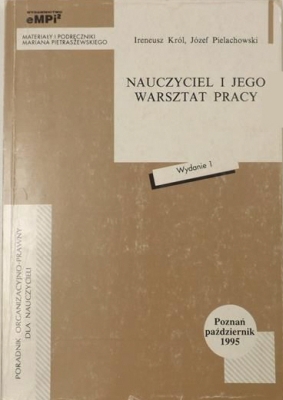 WYDAWNICTWO
eMPi²
MATERIAŁY I PODRĘCZNIKI
MARIANA PIETRASZEWSKIEGO
Ireneusz Król, Józef Pielachowski
NAUCZYCIEL I JEGO
WARSZTAT PRACY
Wydanie 1
PORADNIK ORGANIZACYJNO-PRAWNY
DLA NAUCZYCIELI
Poznań
październik
1995